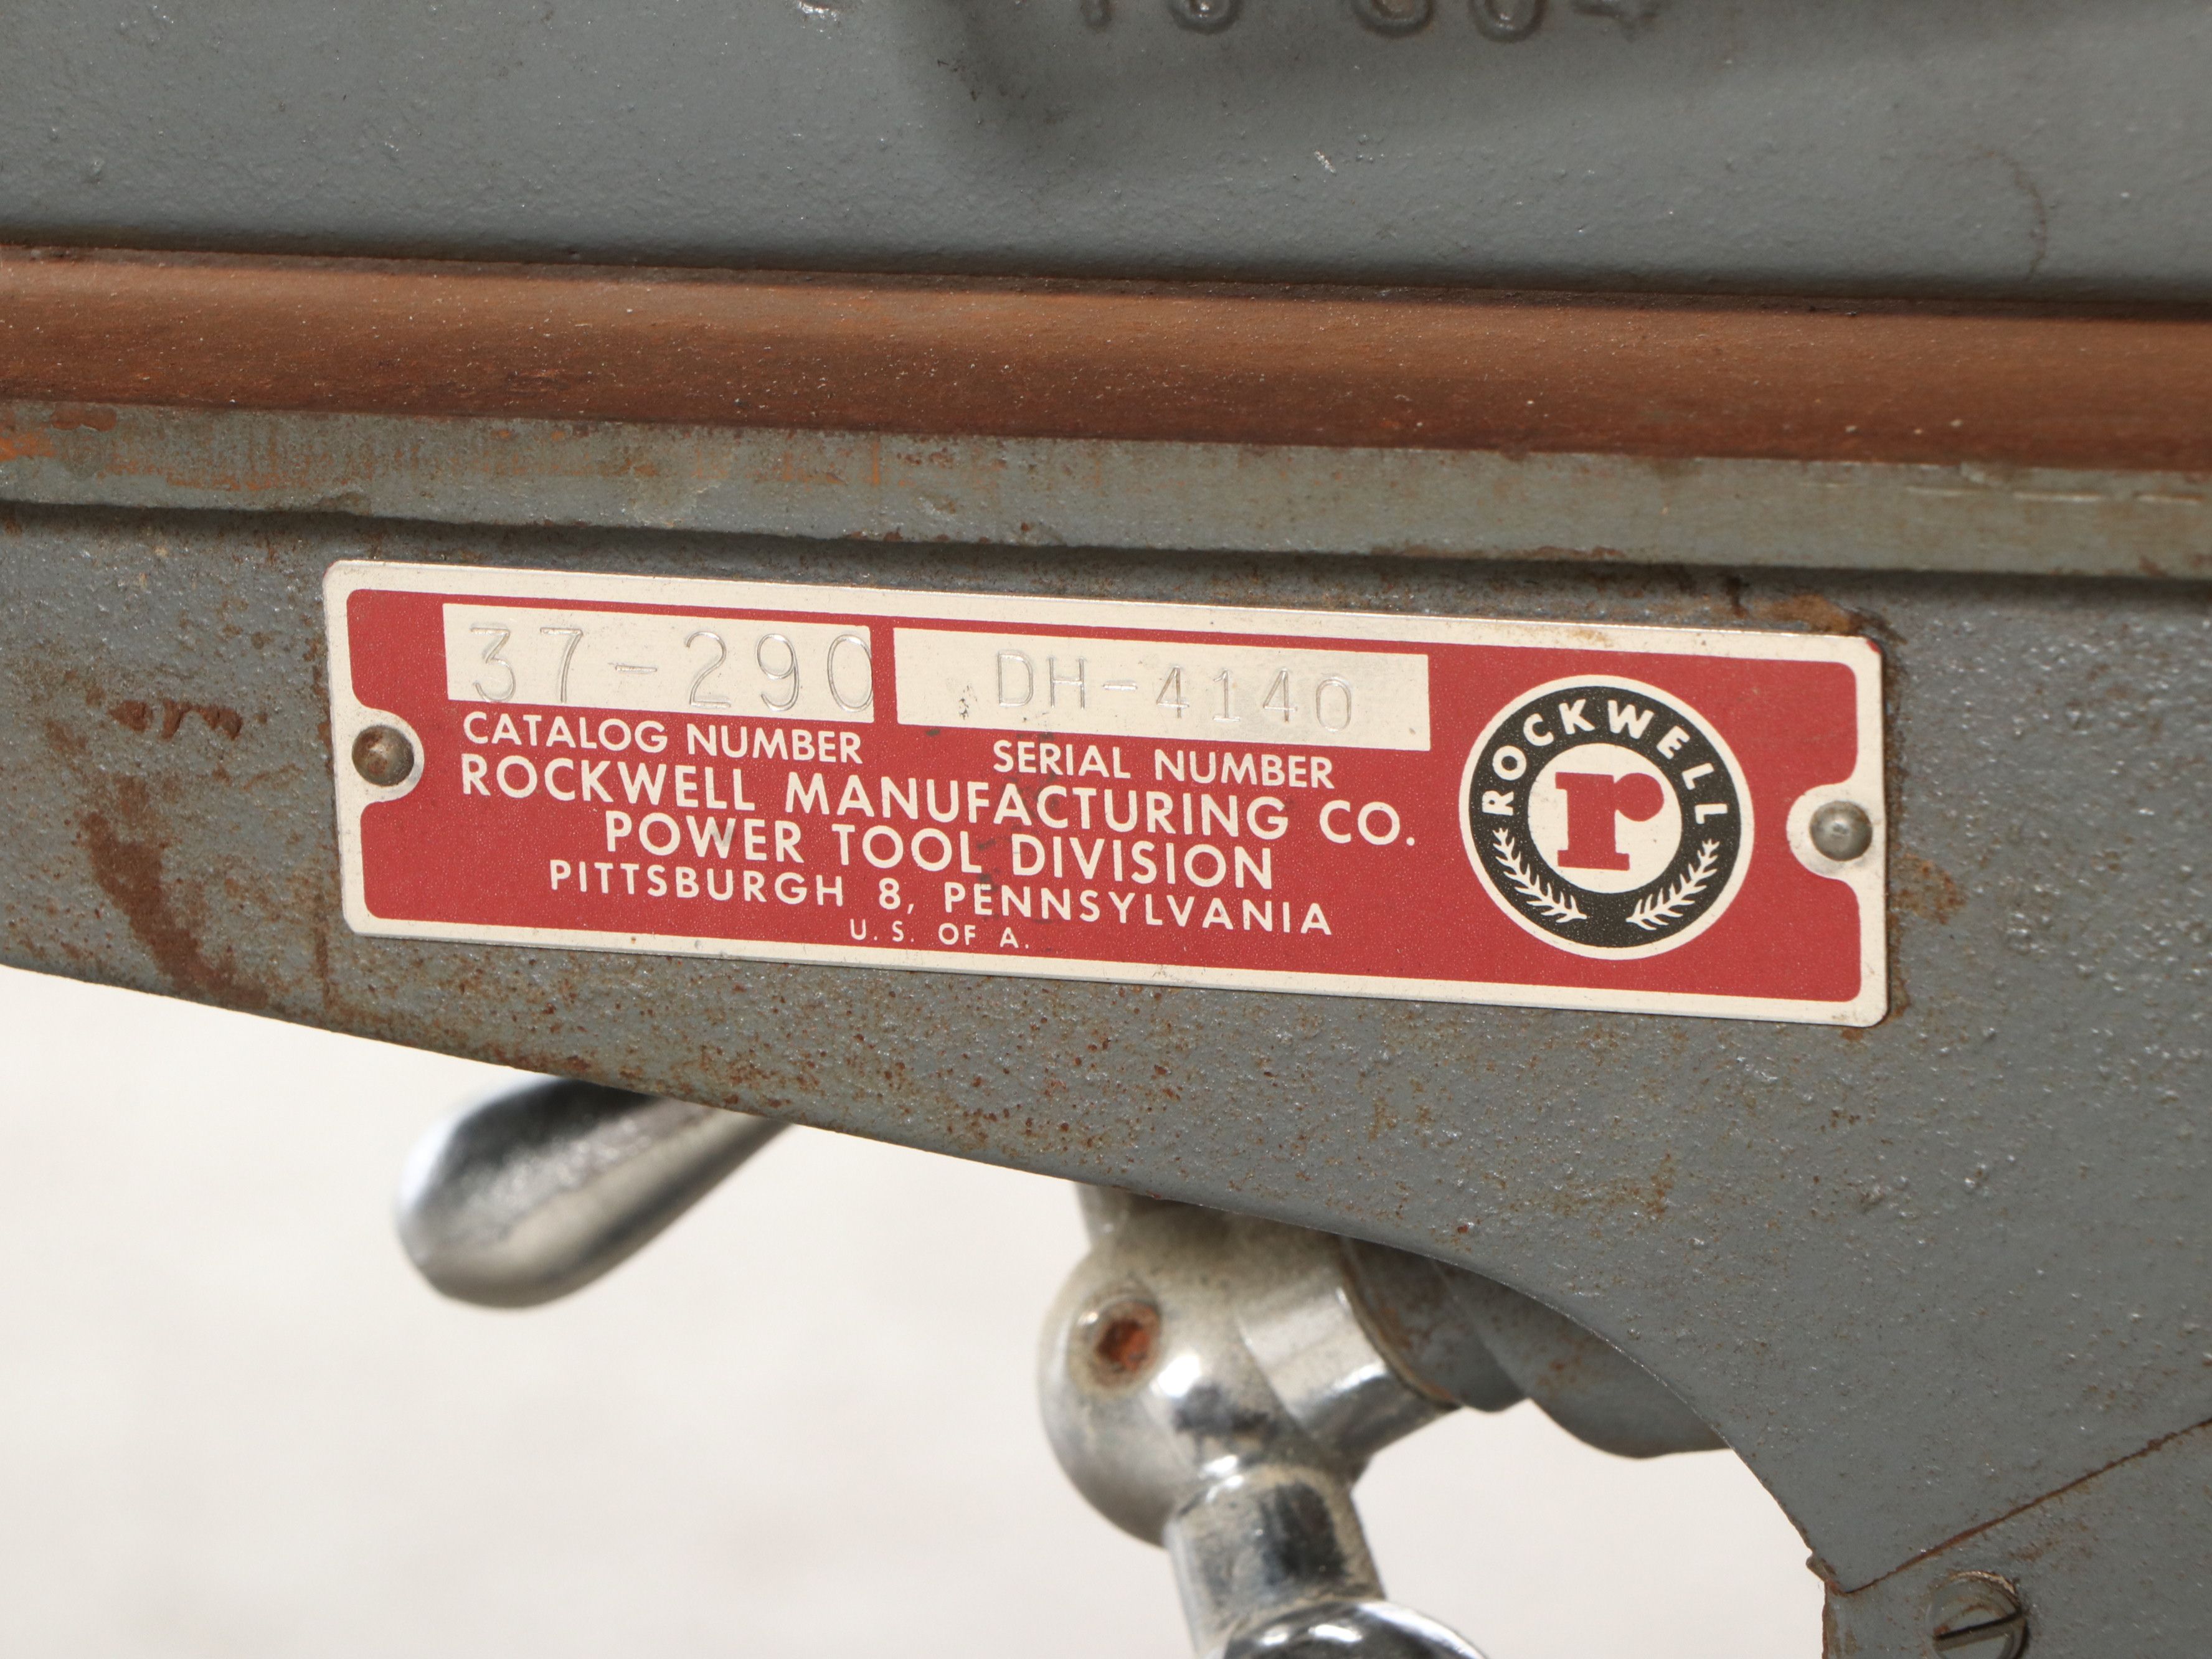 37-290 DH-4140
CATALOG NUMBER SERIAL NUMBER
ROCKWELL MANUFACTURING CO.
POWER TOOL DIVISION
PITTSBURGH 8, PENNSYLVANIA
U. S. OF A.
ROCKWELL
r